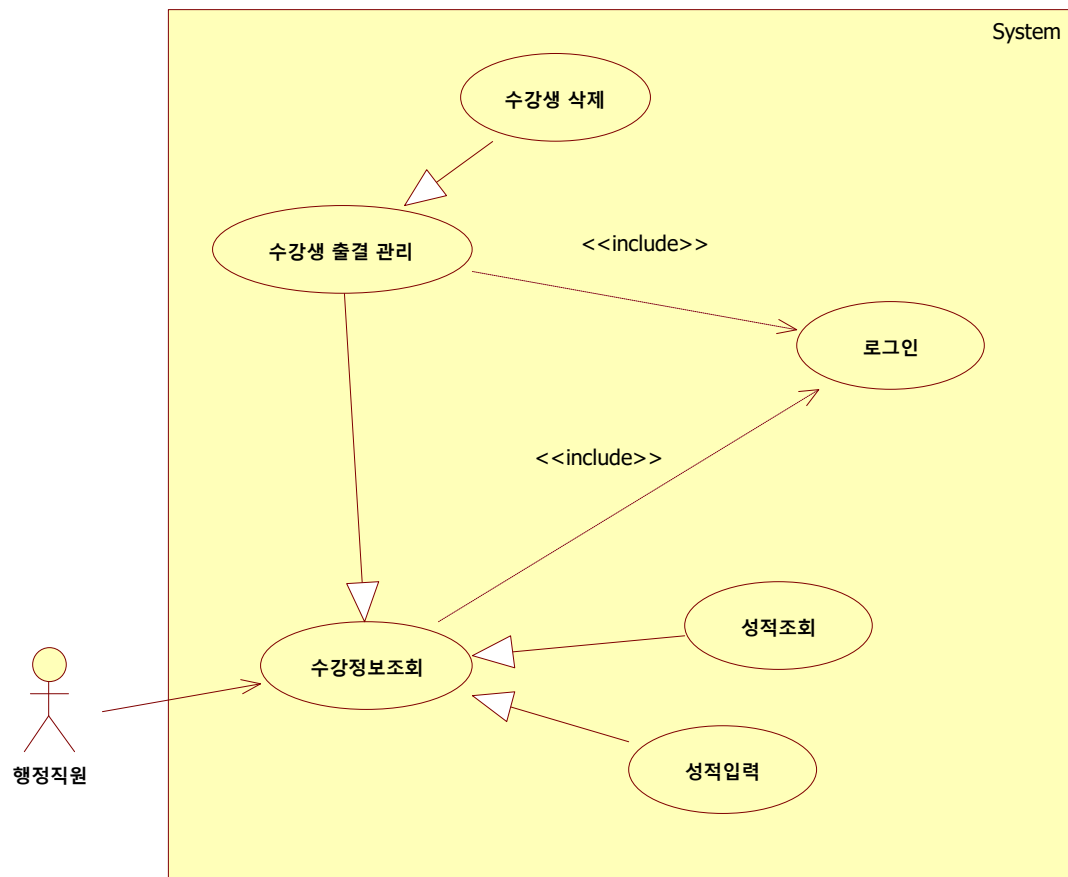 System
수강생 삭제
수강생 출결 관리
<<include>>
로그인
<<include>>
성적조회
수강정보조회
성적입력
행정직원